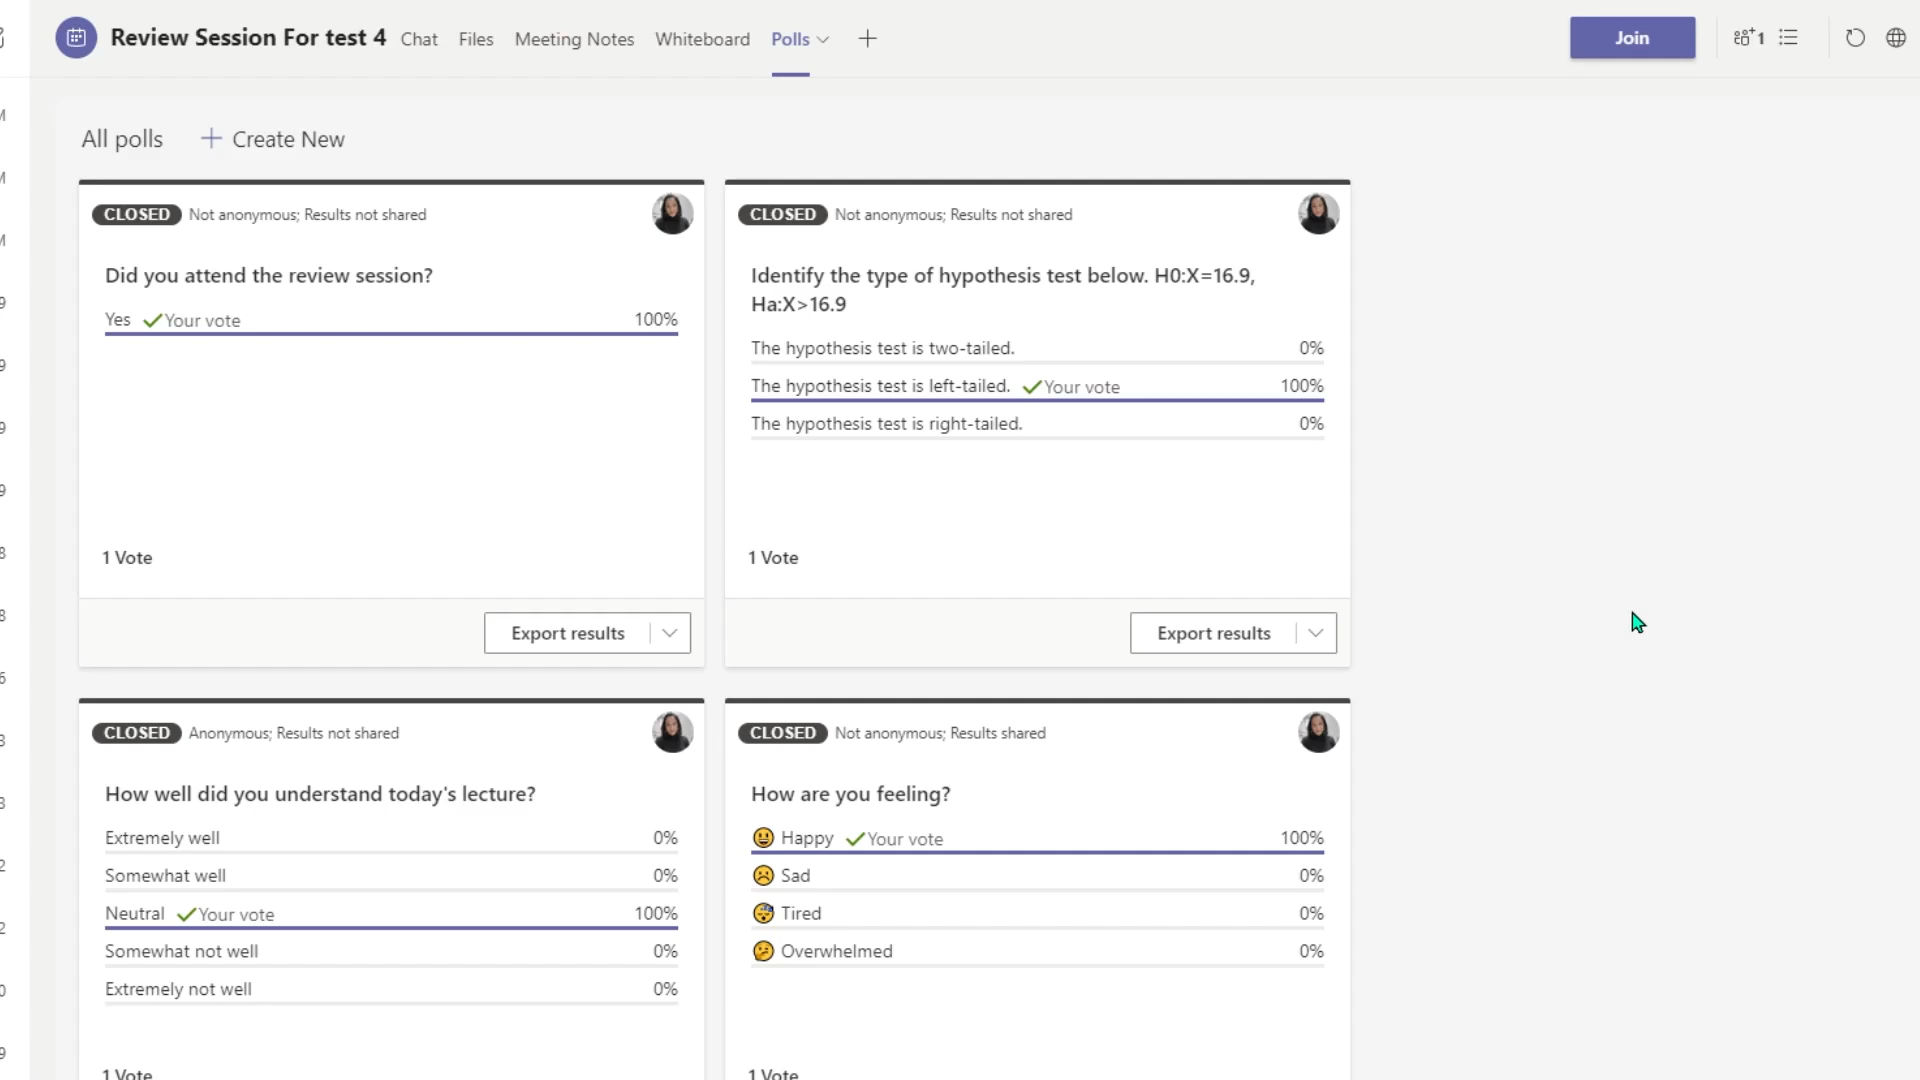 Review Session For test 4 Chat Files Meeting Notes Whiteboard Polls Join 1
All polls Create New
CLOSED Not anonymous; Results not shared
Did you attend the review session?
Yes Your vote 100%
1 Vote
Export results
CLOSED Not anonymous; Results not shared
Identify the type of hypothesis test below. H0:X=16.9,
Ha:X>16.9
The hypothesis test is two-tailed. 0%
The hypothesis test is left-tailed. Your vote 100%
The hypothesis test is right-tailed. 0%
1 Vote
Export results
CLOSED Anonymous; Results not shared
How well did you understand today's lecture?
Extremely well 0%
Somewhat well 0%
Neutral Your vote 100%
Somewhat not well 0%
Extremely not well 0%
1 Vote
CLOSED Not anonymous; Results shared
How are you feeling?
Happy Your vote 100%
Sad 0%
Tired 0%
Overwhelmed 0%
1 Vote